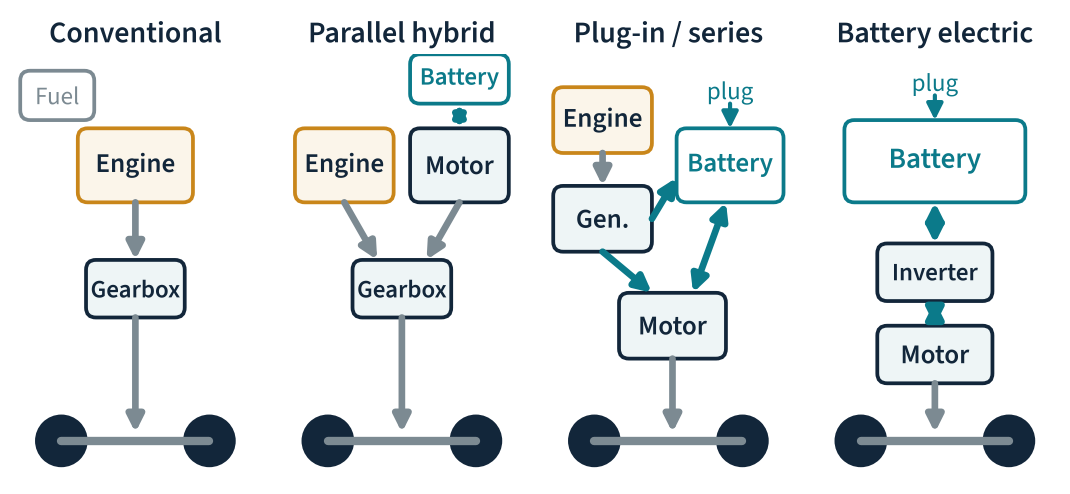 Conventional
Fuel
Engine
Gearbox
Parallel hybrid
Battery
Engine
Motor
Gearbox
Plug-in / series
plug
Engine
Battery
Gen.
Motor
Battery electric
plug
Battery
Inverter
Motor